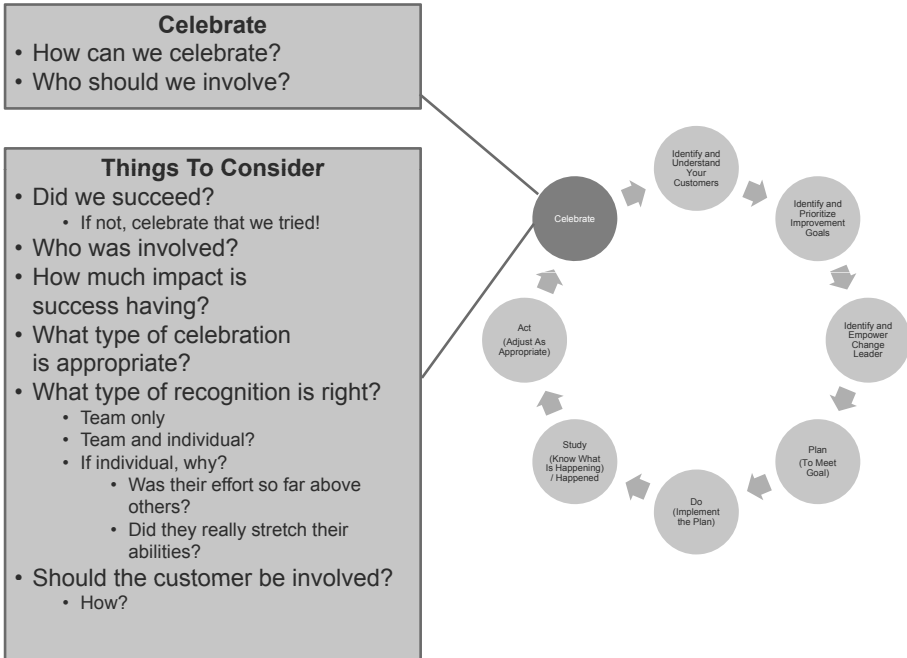 Celebrate
• How can we celebrate?
• Who should we involve?
Things To Consider
• Did we succeed?
• If not, celebrate that we tried!
• Who was involved?
• How much impact is
success having?
• What type of celebration
is appropriate?
• What type of recognition is right?
• Team only
• Team and individual?
• If individual, why?
• Was their effort so far above
others?
• Did they really stretch their
abilities?
• Should the customer be involved?
• How?
Identify and
Understand
Your
Customers
Identify and
Prioritize
Improvement
Goals
Identify and
Empower
Change
Leader
Plan
(To Meet
Goal)
Do
(Implement
the Plan)
Study
(Know What
Is Happening)
/ Happened
Act
(Adjust As
Appropriate)
Celebrate